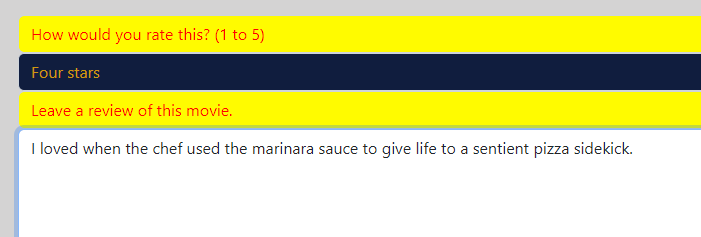 How would you rate this? (1 to 5)
Four stars
Leave a review of this movie.
I loved when the chef used the marinara sauce to give life to a sentient pizza sidekick.